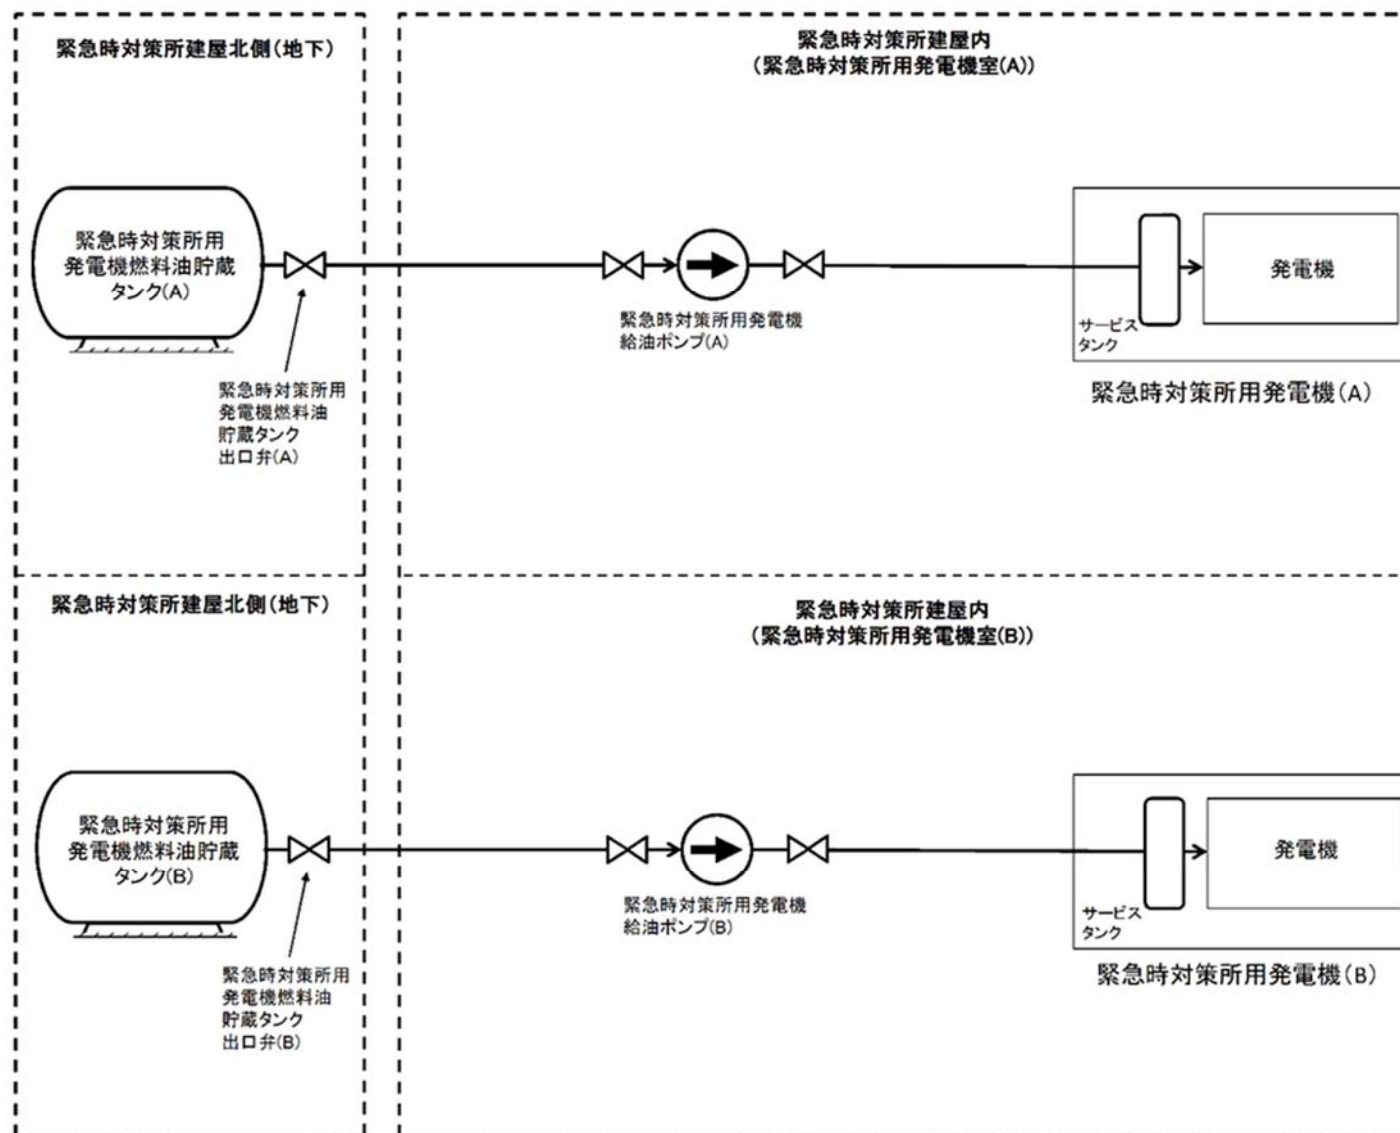 緊急時対策所建屋北側(地下)
緊急時対策所建屋内
(緊急時対策所用発電機室(A))
緊急時対策所用
発電機燃料油貯蔵
タンク(A)
緊急時対策所用発電機
給油ポンプ(A)
発電機
サービス
タンク
緊急時対策所用発電機(A)
緊急時対策所用
発電機燃料油
貯蔵タンク
出口弁(A)
緊急時対策所建屋北側(地下)
緊急時対策所建屋内
(緊急時対策所用発電機室(B))
緊急時対策所用
発電機燃料油貯蔵
タンク(B)
緊急時対策所用発電機
給油ポンプ(B)
発電機
サービス
タンク
緊急時対策所用発電機(B)
緊急時対策所用
発電機燃料油
貯蔵タンク
出口弁(B)